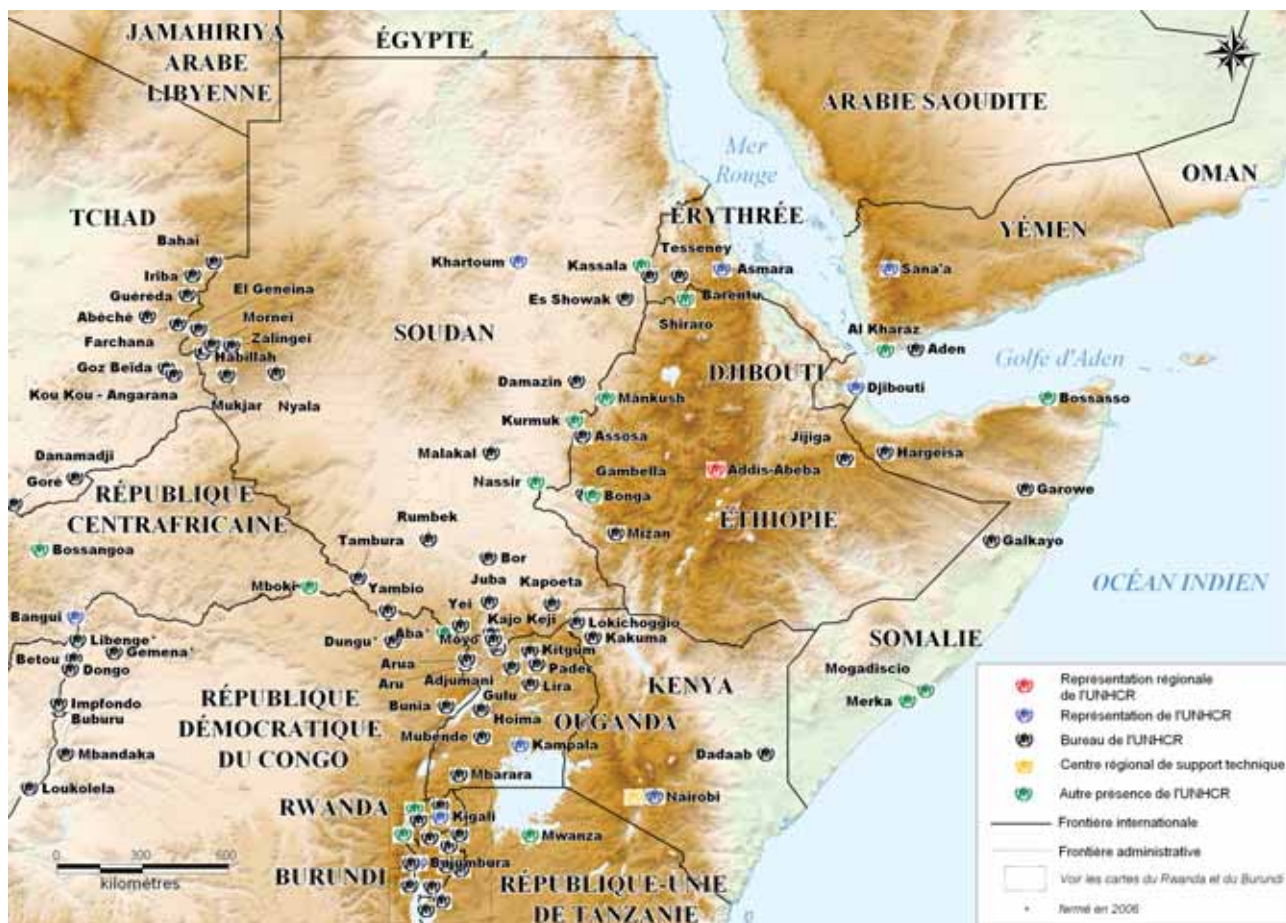 JAMAHIRIYA
ARABE
LIBYENNE
ÉGYPTE
ARABIE SAOUDITE
OMAN
Mer
Rouge
TCHAD
ÉRYTHRÉE
YÉMEN
Bahai
Iriba
Guéreda
Abéché
Farchana
Goz Beïda
Kou Kou - Angarana
El Geneina
Mornei
Zalingei
Habillah
Mukjar
Nyala
Khartoum
Kassala
Tesseney
Asmara
Sana'a
Es Showak
Barentu
Shiraro
SOUDAN
Al Kharaz
Aden
Golfe d'Aden
Damazin
Mankush
DJIBOUTI
Djibouti
Bossasso
Kurmuk
Assosa
Jijiga
Hargeisa
Malakal
Gambella
Addis-Abeba
Danamadji
Goré
Nassir
Bonga
Garowe
RÉPUBLIQUE
CENTRAFRICAINE
ÉTHIOPIE
Rumbek
Tambura
Mizan
Galkayo
Bossangoa
Bor
Mboki
Yambio
Juba
Kapoeta
OCÉAN INDIEN
Bangui
Yei
Kajo Keji
Lokichoggio
Libenge*
Gemena*
Dungu*
Aba*
Moyo
Kakuma
SOMALIE
Betou
Dongo
Kitgum
Arua
Adjumani
Pader
Mogadiscio
Aru
Lira
KENYA
Merka
Impfondo
Buburu
RÉPUBLIQUE
DÉMOCRATIQUE
DU CONGO
Bunia
Gulu
Hoima
OUGANDA
Mubende
Kampala
Mbandaka
Dadaab
Loukolela
Mbarara
RWANDA
Kigali
Nairobi
Mwanza
Bujumbura
BURUNDI
RÉPUBLIQUE-UNIE
DE TANZANIE
0 300 600
kilomètres
Représentation régionale
de l'UNHCR
Représentation de l'UNHCR
Bureau de l'UNHCR
Centre régional de support technique
Autre présence de l'UNHCR
Frontière internationale
Frontière administrative
Voir les cartes du Rwanda et du Burundi
* fermé en 2006